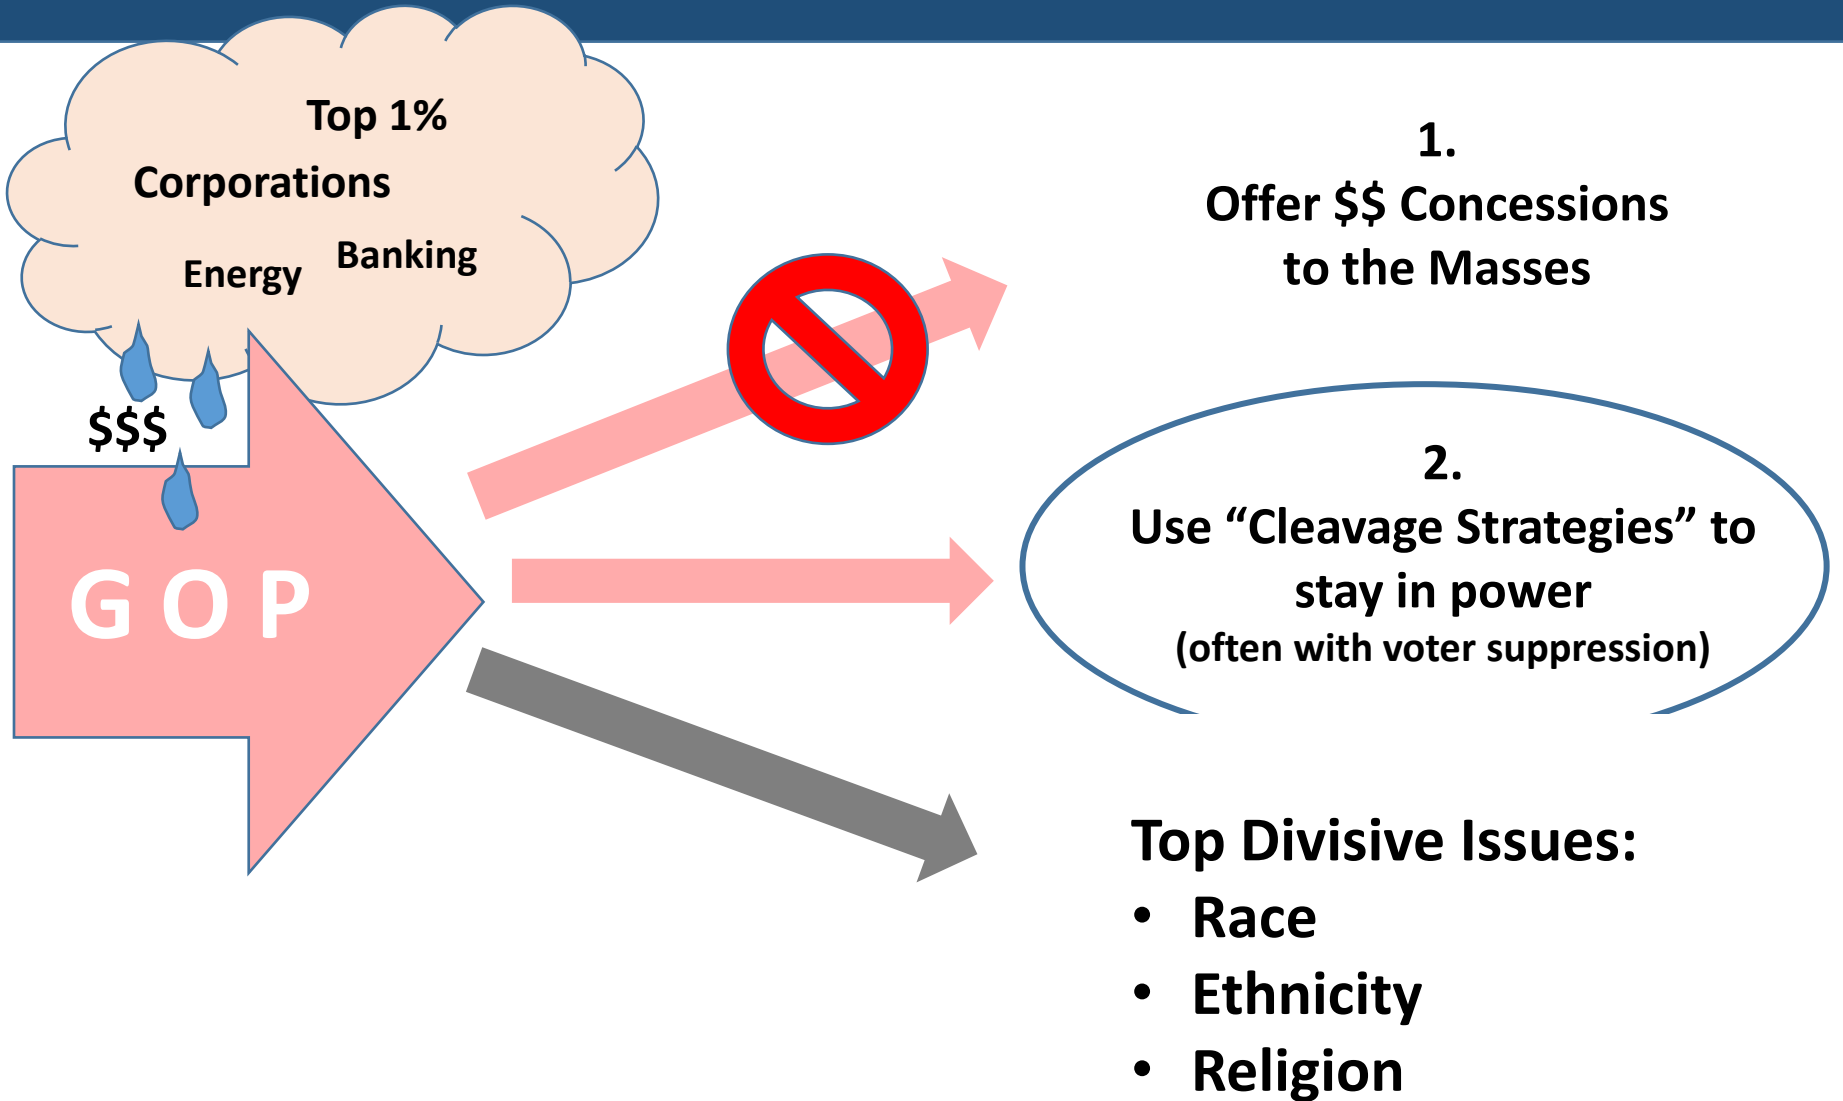 Top 1%
Corporations
Banking
Energy
$$$
G O P
1.
Offer $$ Concessions
to the Masses
2.
Use “Cleavage Strategies” to
stay in power
(often with voter suppression)
Top Divisive Issues:
• Race
• Ethnicity
• Religion